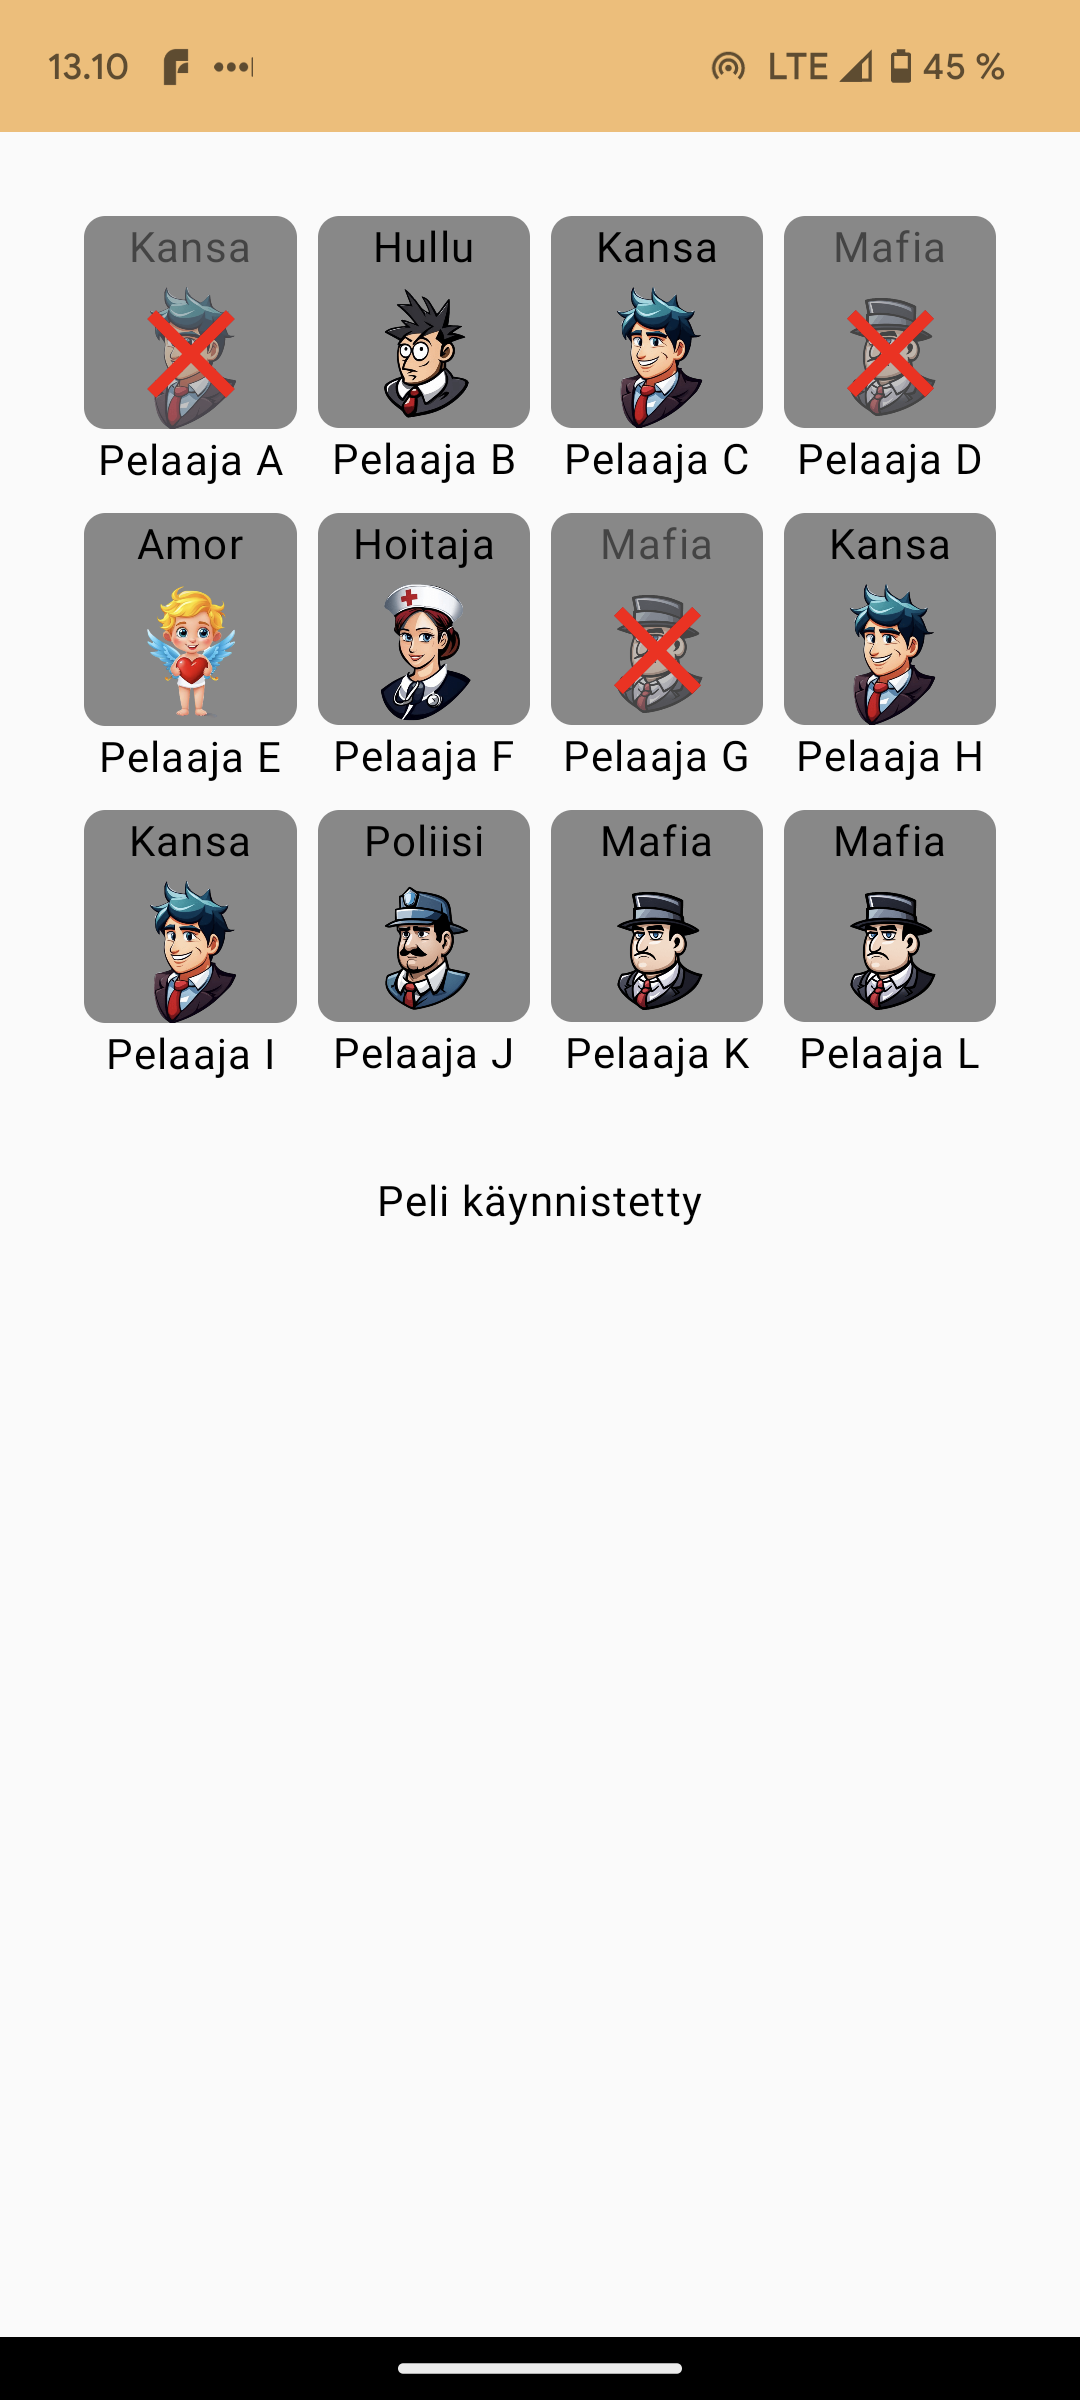 13.10 LTE 45 %
Kansa Hullu Kansa Mafia
Pelaaja A Pelaaja B Pelaaja C Pelaaja D
Amor Hoitaja Mafia Kansa
Pelaaja E Pelaaja F Pelaaja G Pelaaja H
Kansa Poliisi Mafia Mafia
Pelaaja I Pelaaja J Pelaaja K Pelaaja L
Peli käynnistetty